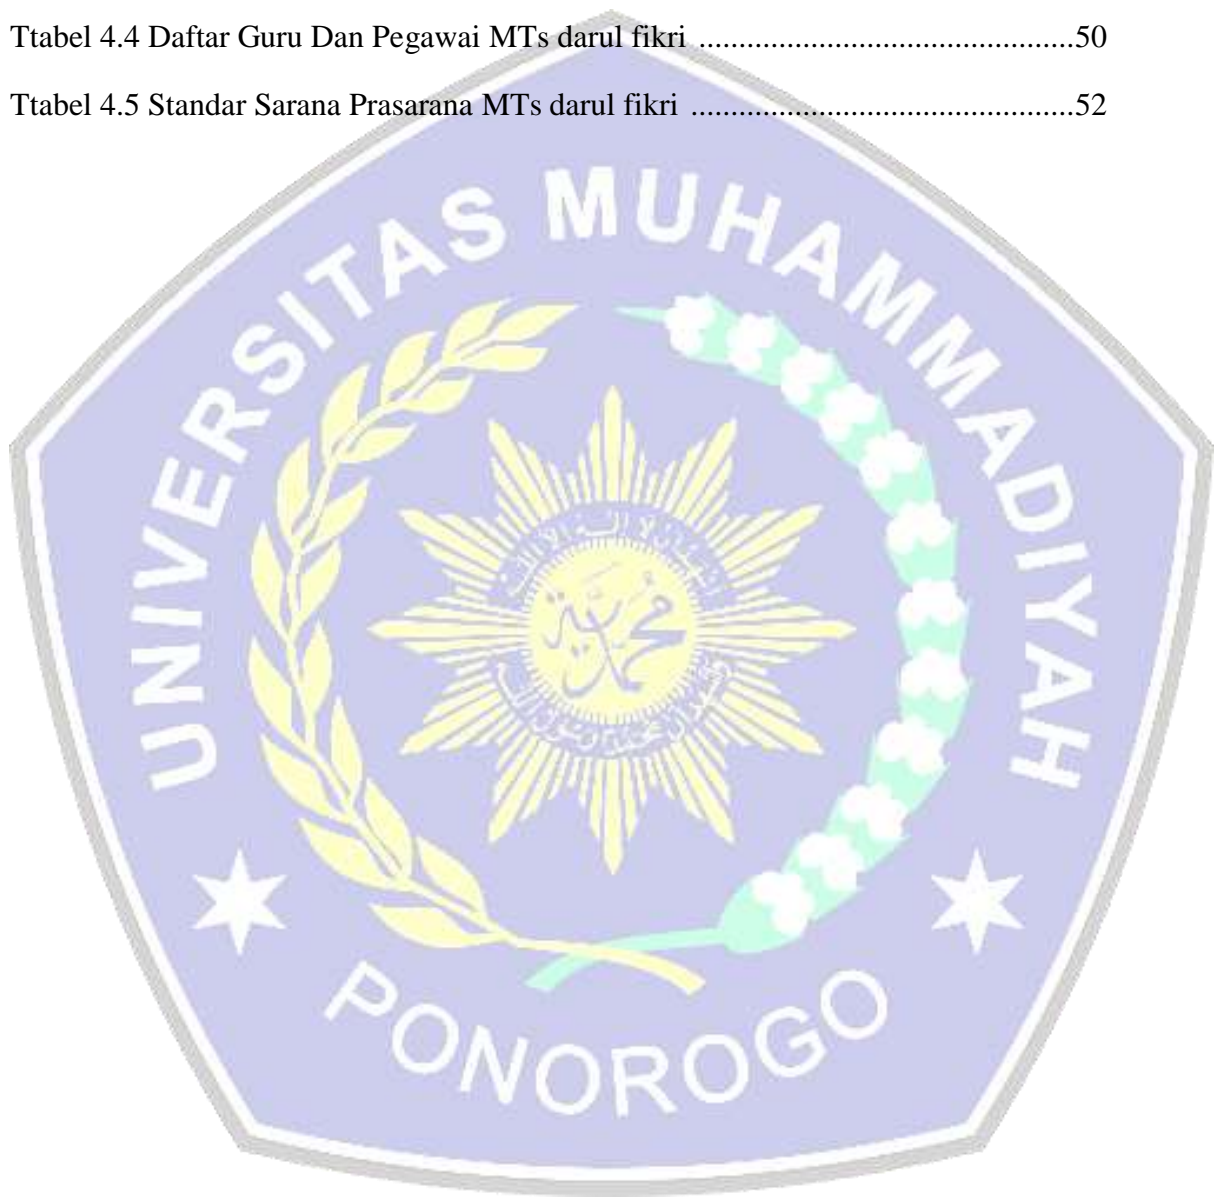 Ttabel 4.4 Daftar Guru Dan Pegawai MTs darul fikri ................................................50
Ttabel 4.5 Standar Sarana Prasarana MTs darul fikri .................................................52
UNIVERSITAS MUHAMMADIYAH
محمدية
PONOROGO